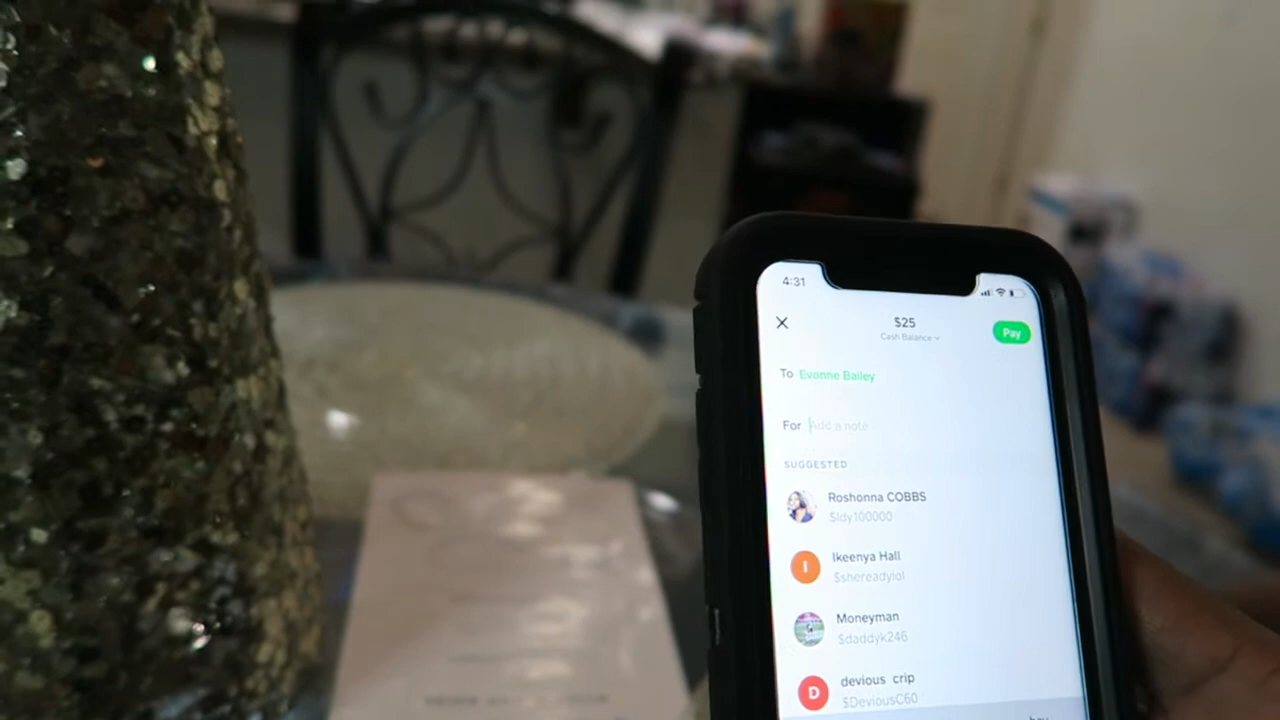 4:31
$25
Cash Balance
Pay
To Evonne Bailey
For Add a note
SUGGESTED
Roshonna COBBS
$ldy100000
Ikeenya Hall
$shereadylol
Moneyman
$daddyk246
devious crip
$DeviousC60